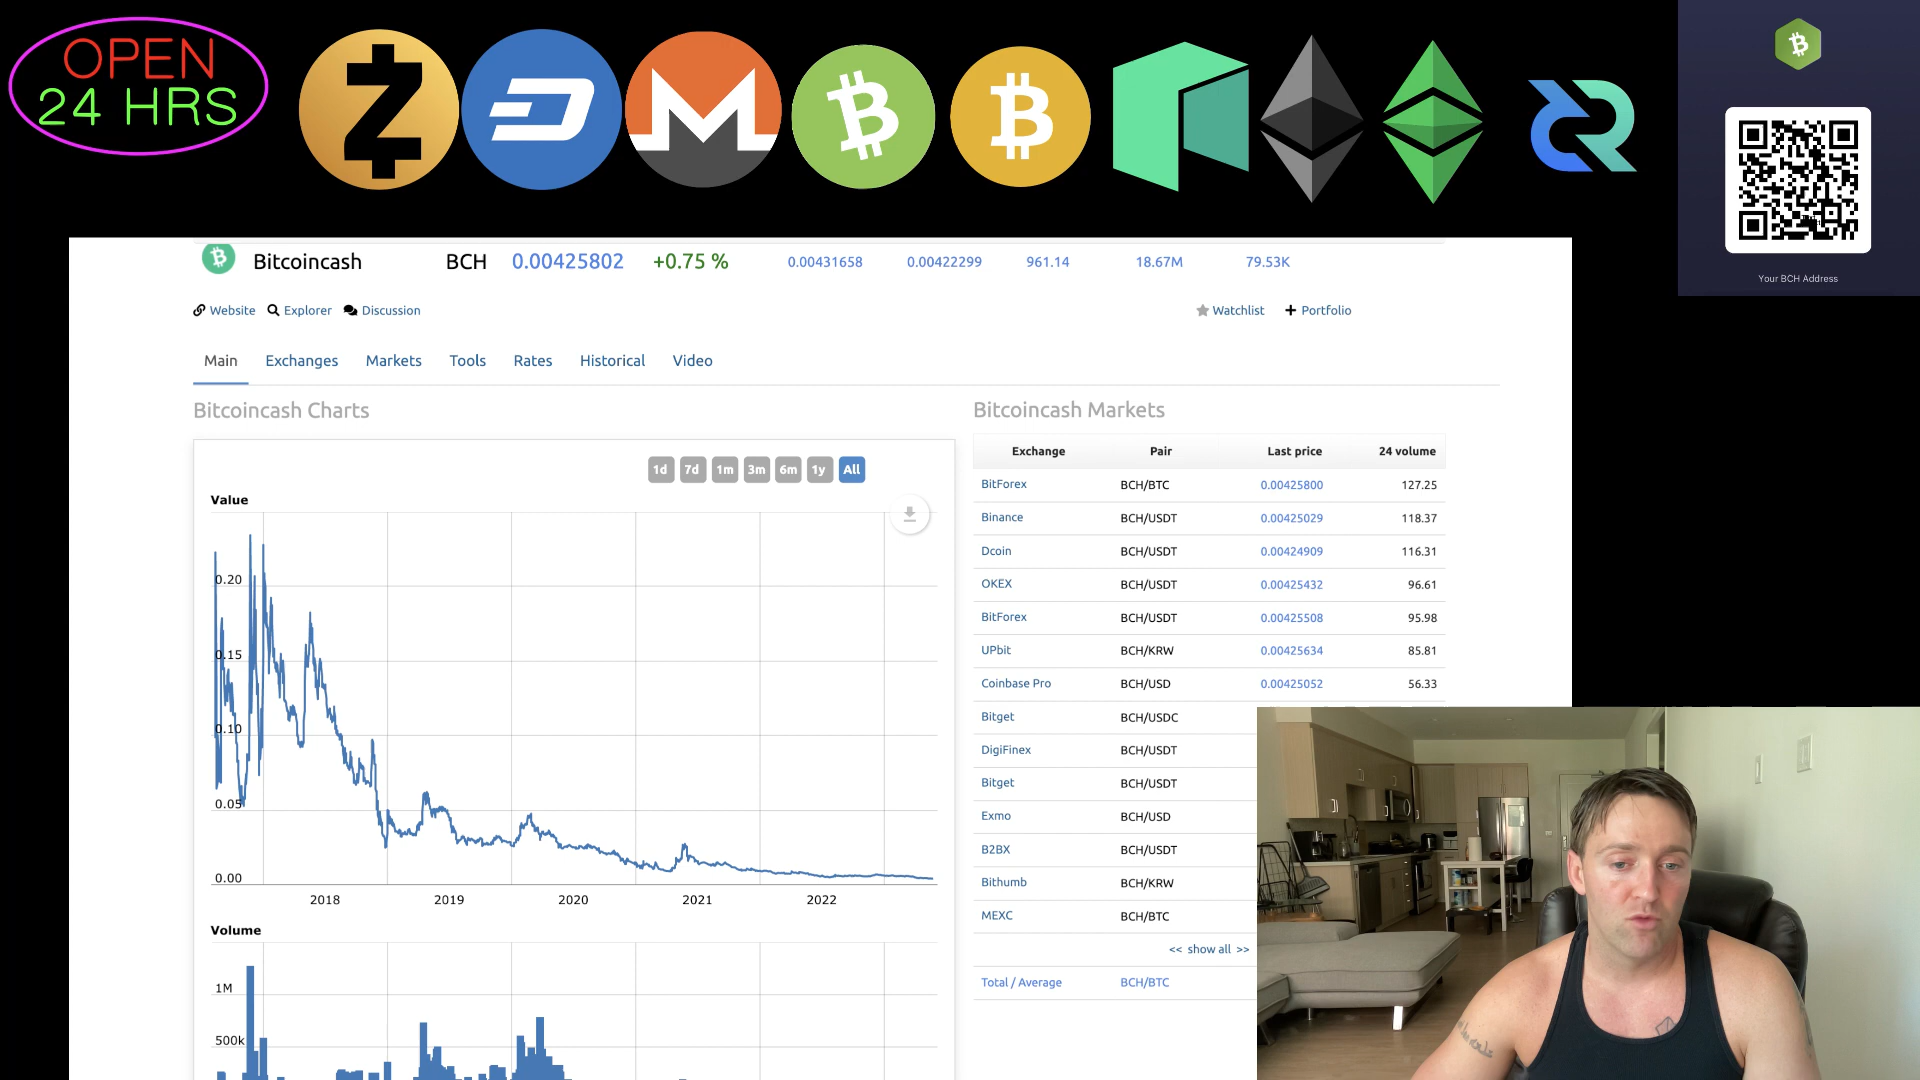 OPEN
24 HRS
Your BCH Address
Bitcoincash BCH 0.00425802 +0.75 % 0.00431658 0.00422299 961.14 18.67M 79.53K
Website Explorer Discussion Watchlist Portfolio
Main Exchanges Markets Tools Rates Historical Video
Bitcoincash Charts
1d 7d 1m 3m 6m 1y All
Value
0.20
0.15
0.10
0.05
0.00
2018 2019 2020 2021 2022
Volume
1M
500k
Bitcoincash Markets
Exchange Pair Last price 24 volume
BitForex BCH/BTC 0.00425800 127.25
Binance BCH/USDT 0.00425029 118.37
Dcoin BCH/USDT 0.00424909 116.31
OKEX BCH/USDT 0.00425432 96.61
BitForex BCH/USDT 0.00425508 95.98
UPbit BCH/KRW 0.00425634 85.81
Coinbase Pro BCH/USD 0.00425052 56.33
Bitget BCH/USDC
DigiFinex BCH/USDT
Bitget BCH/USDT
Exmo BCH/USD
B2BX BCH/USDT
Bithumb BCH/KRW
MEXC BCH/BTC
<< show all >>
Total / Average BCH/BTC